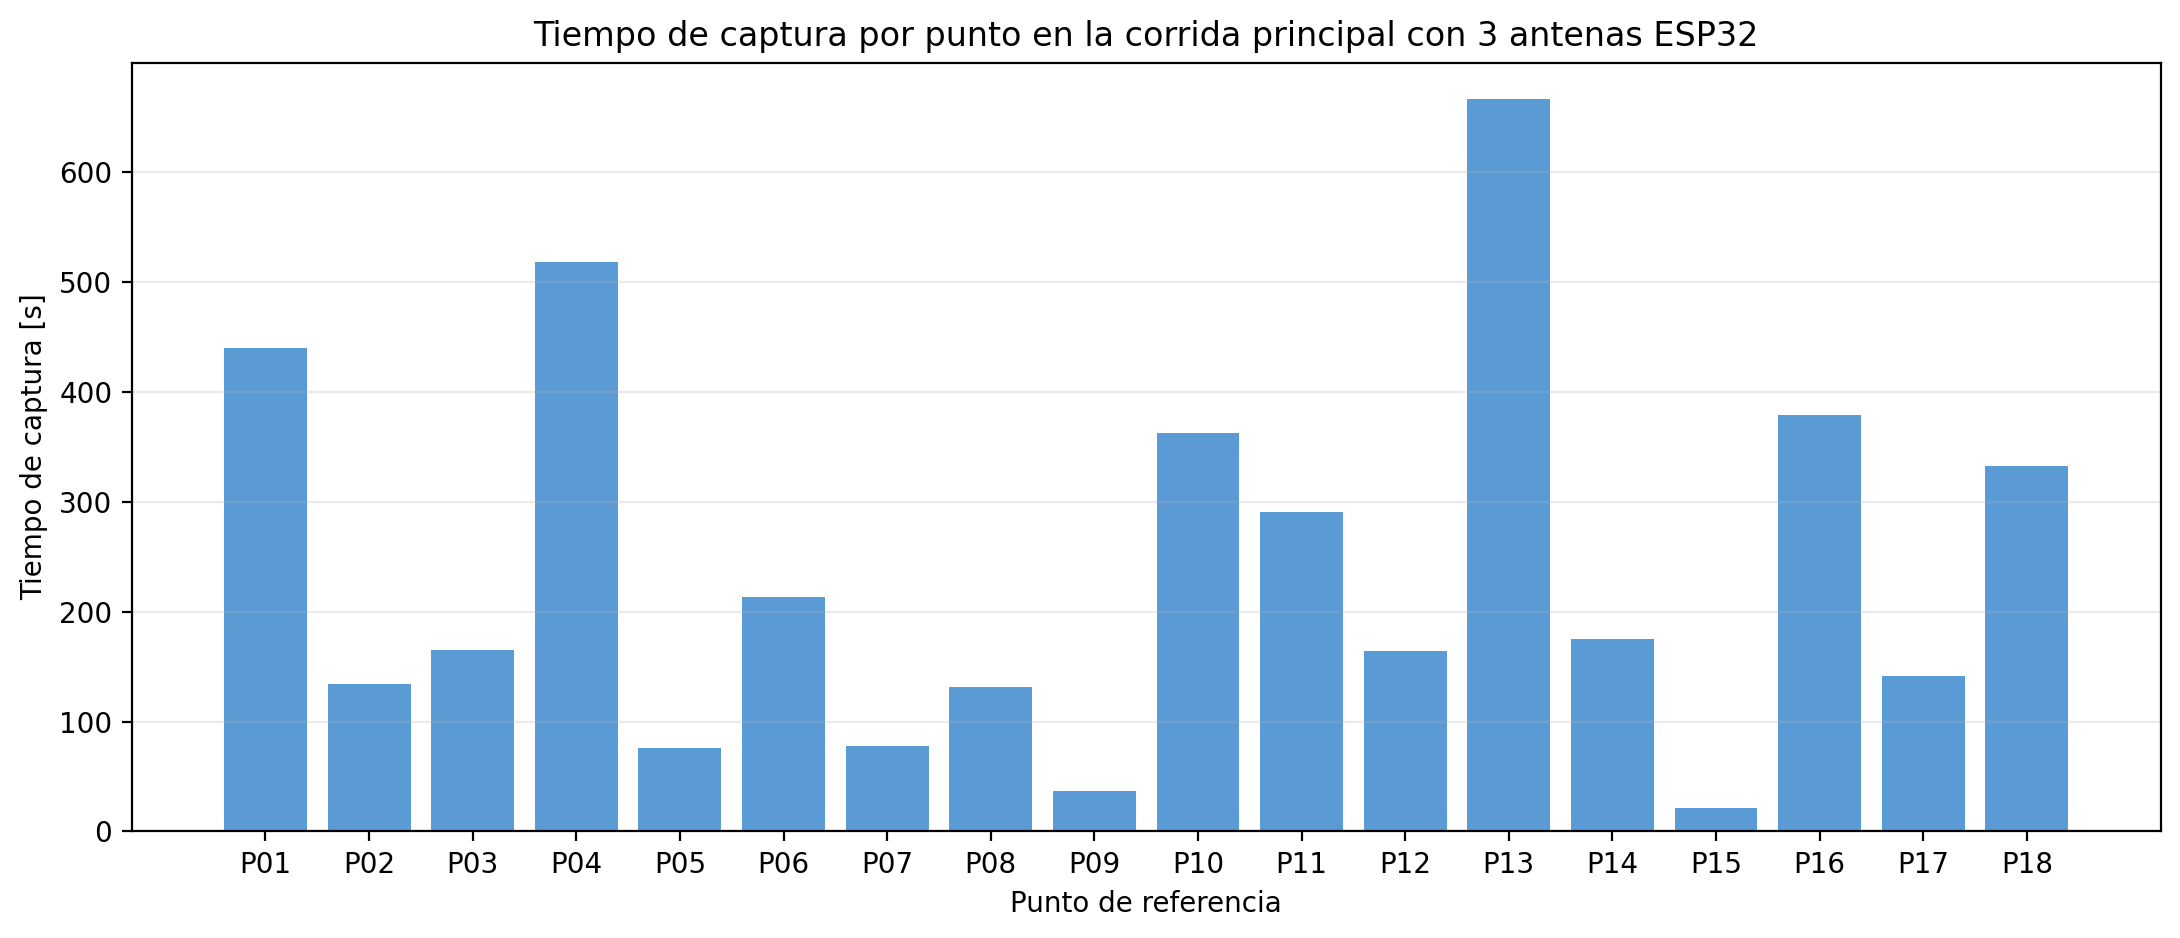 Tiempo de captura por punto en la corrida principal con 3 antenas ESP32
Tiempo de captura [s]
600
500
400
300
200
100
0
P01 P02 P03 P04 P05 P06 P07 P08 P09 P10 P11 P12 P13 P14 P15 P16 P17 P18
Punto de referencia